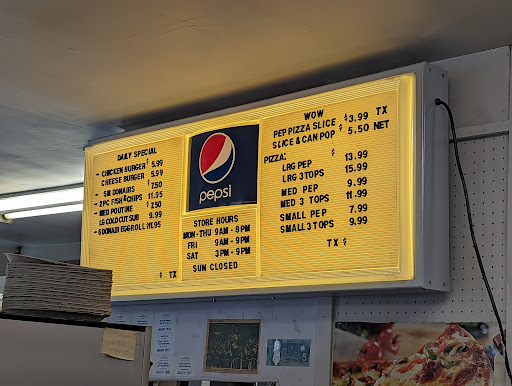 DAILY SPECIAL
- CHICKEN BURGER $ 5.99
CHEESE BURGER 5.99
- SM DONAIRS $ 7.50
- 2 PC FISH & CHIPS 11.95
- MED POUTINE $ 7.50
- LG COLD CUT SUB 9.99
- 6 DONAIR EGGROLL $ 11.95
$ TX
pepsi
STORE HOURS
MON-THU 9AM-8PM
FRI 9AM-9PM
SAT 3PM-9PM
SUN CLOSED
WOW
PEP PIZZA SLICE $3.99 TX
SLICE & CAN POP $ 5.50 NET
PIZZA:
LRG PEP $ 13.99
LRG 3 TOPS 15.99
MED PEP 9.99
MED 3 TOPS 11.99
SMALL PEP 7.99
SMALL 3 TOPS 9.99
TX $